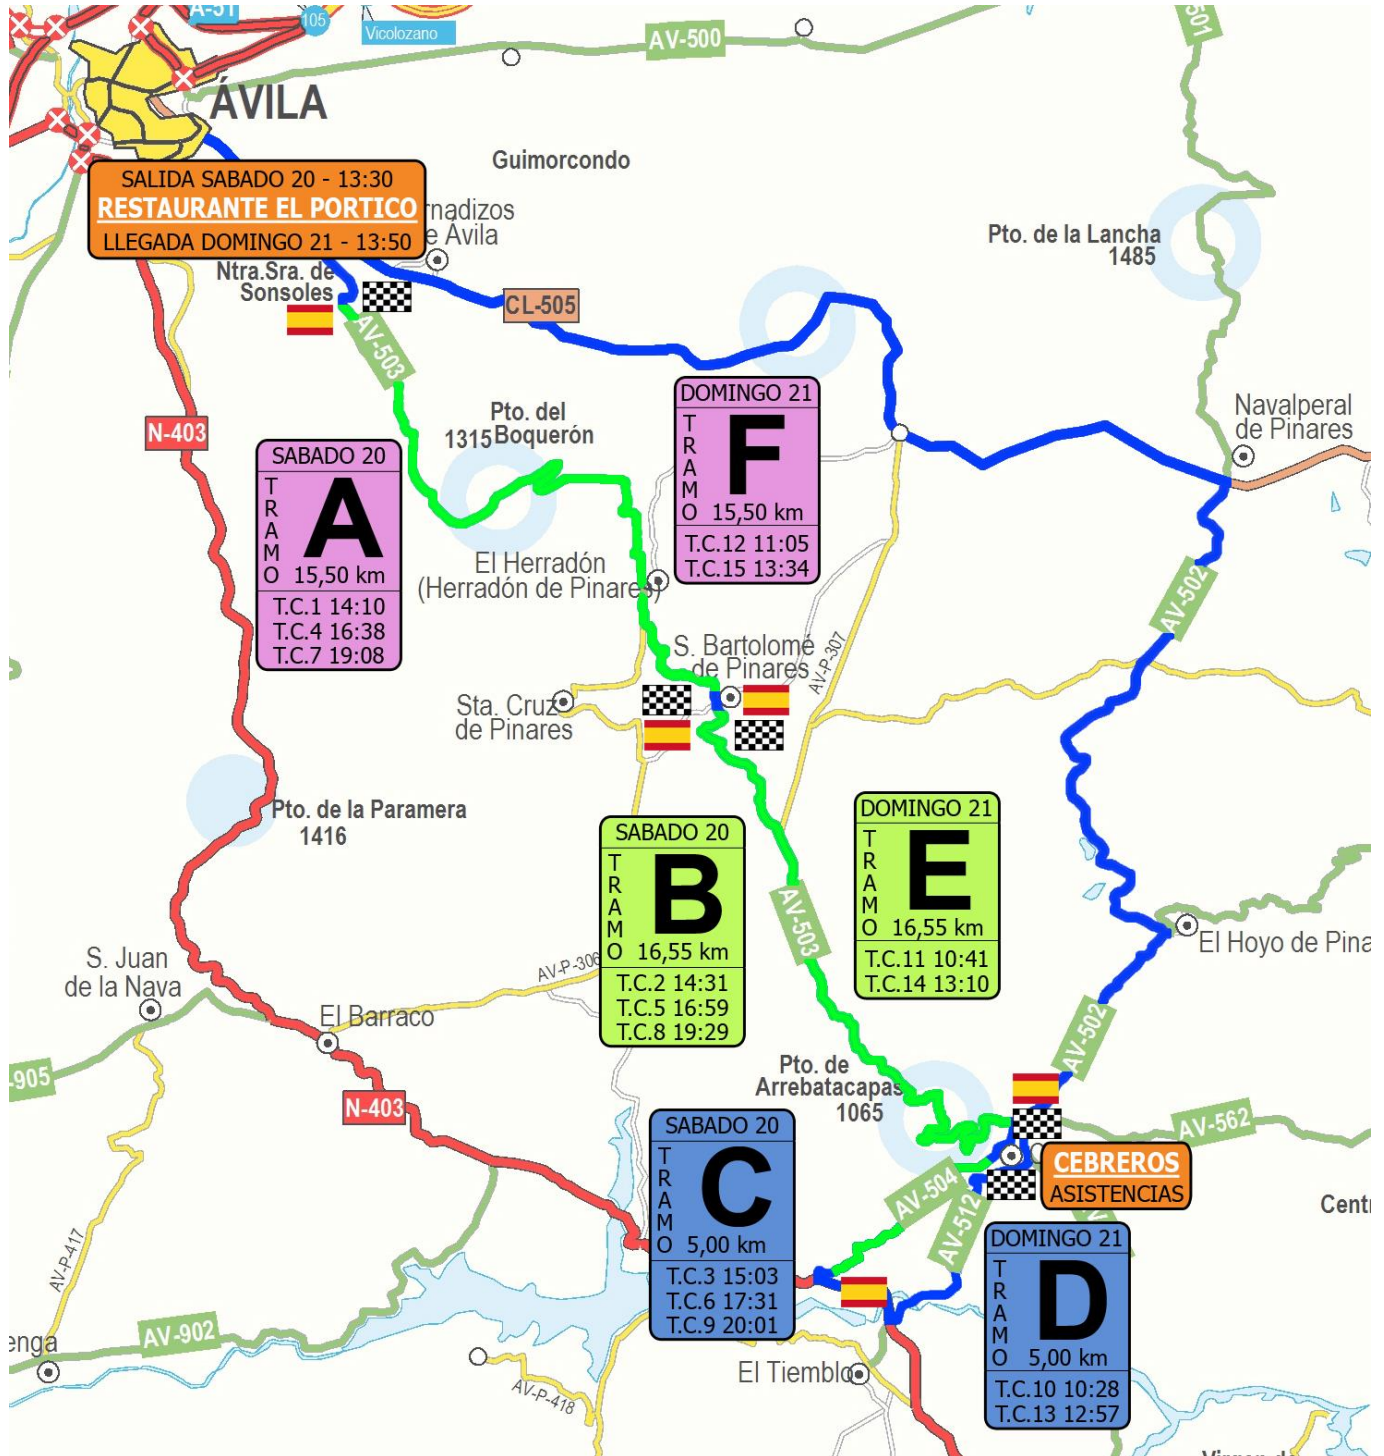 A-51
105
Vicolozano
AV-500
501
ÁVILA
Guimorcondo
SALIDA SABADO 20 - 13:30
RESTAURANTE EL PORTICO
LLEGADA DOMINGO 21 - 13:50
rnadizos
e Ávila
Pto. de la Lancha
1485
Ntra.Sra. de
Sonsoles
CL-505
AV-503
N-403
Pto. del
1315 Boquerón
DOMINGO 21
TRAMO
F
15,50 km
T.C.12 11:05
T.C.15 13:34
Navalperal
de Pinares
SABADO 20
TRAMO
A
15,50 km
T.C.1 14:10
T.C.4 16:38
T.C.7 19:08
El Herradón
(Herradón de Pinares)
AV-502
S. Bartolomé
de Pinares
AV-P-307
Sta. Cruz
de Pinares
Pto. de la Paramera
1416
SABADO 20
TRAMO
B
16,55 km
T.C.2 14:31
T.C.5 16:59
T.C.8 19:29
DOMINGO 21
TRAMO
E
16,55 km
T.C.11 10:41
T.C.14 13:10
AV-503
El Hoyo de Pina
S. Juan
de la Nava
AV-P-306
El Barraco
AV-502
-905
N-403
Pto. de
Arrebatacapas
1065
AV-562
SABADO 20
TRAMO
C
5,00 km
T.C.3 15:03
T.C.6 17:31
T.C.9 20:01
CEBREROS
ASISTENCIAS
AV-504
AV-512
Cent
AV-P-417
DOMINGO 21
TRAMO
D
5,00 km
T.C.10 10:28
T.C.13 12:57
AV-902
enga
El Tiemblo
AV-P-418